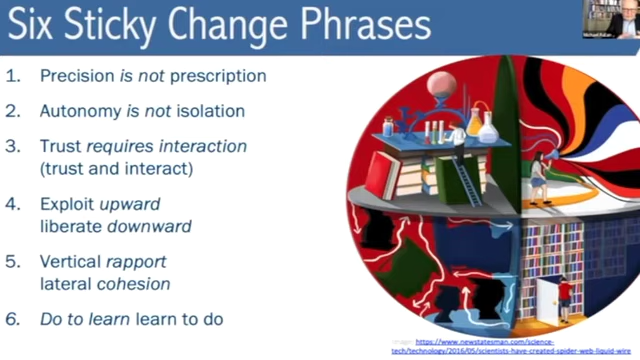 Six Sticky Change Phrases
1. Precision is not prescription
2. Autonomy is not isolation
3. Trust requires interaction
(trust and interact)
4. Exploit upward
liberate downward
5. Vertical rapport
lateral cohesion
6. Do to learn learn to do
Michael
https://www.newstatesman.com/science-
tech/technology/2016/05/scientists-have-created-spider-web-liquid-wire